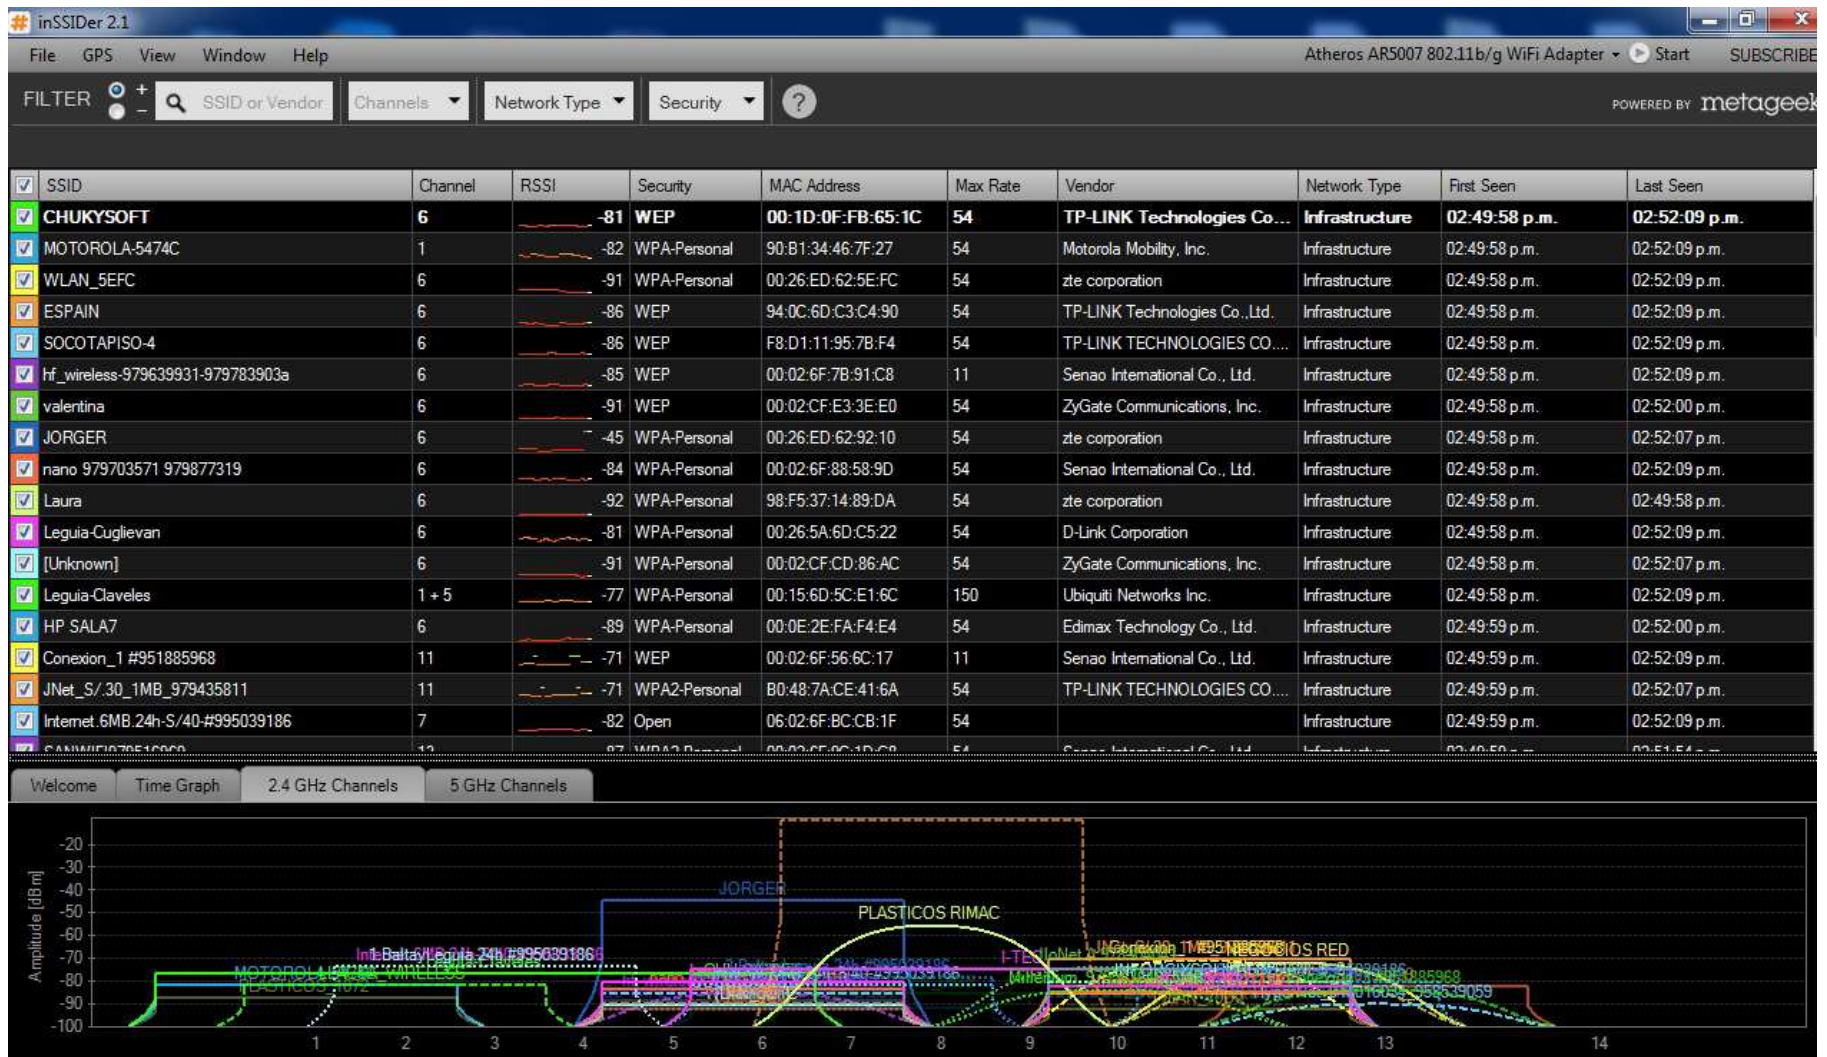 inSSIDer 2.1
File GPS View Window Help Atheros AR5007 802.11b/g WiFi Adapter Start SUBSCRIBE
FILTER + - SSID or Vendor Channels Network Type Security ? POWERED BY metageek
SSID Channel RSSI Security MAC Address Max Rate Vendor Network Type First Seen Last Seen
CHUKYSOFT 6 -81 WEP 00:1D:0F:FB:65:1C 54 TP-LINK Technologies Co... Infrastructure 02:49:58 p.m. 02:52:09 p.m.
MOTOROLA-5474C 1 -82 WPA-Personal 90:B1:34:46:7F:27 54 Motorola Mobility, Inc. Infrastructure 02:49:58 p.m. 02:52:09 p.m.
WLAN_5EFC 6 -91 WPA-Personal 00:26:ED:62:5E:FC 54 zte corporation Infrastructure 02:49:58 p.m. 02:52:09 p.m.
ESPAIN 6 -86 WEP 94:0C:6D:C3:C4:90 54 TP-LINK Technologies Co.,Ltd. Infrastructure 02:49:58 p.m. 02:52:09 p.m.
SOCOTAPISO-4 6 -86 WEP F8:D1:11:95:7B:F4 54 TP-LINK TECHNOLOGIES CO.... Infrastructure 02:49:58 p.m. 02:52:09 p.m.
hf_wireless-979639931-979783903a 6 -85 WEP 00:02:6F:7B:91:C8 11 Senao International Co., Ltd. Infrastructure 02:49:58 p.m. 02:52:09 p.m.
valentina 6 -91 WEP 00:02:CF:E3:3E:E0 54 ZyGate Communications, Inc. Infrastructure 02:49:58 p.m. 02:52:00 p.m.
JORGER 6 -45 WPA-Personal 00:26:ED:62:92:10 54 zte corporation Infrastructure 02:49:58 p.m. 02:52:07 p.m.
nano 979703571 979877319 6 -84 WPA-Personal 00:02:6F:88:58:9D 54 Senao International Co., Ltd. Infrastructure 02:49:58 p.m. 02:52:09 p.m.
Laura 6 -92 WPA-Personal 98:F5:37:14:89:DA 54 zte corporation Infrastructure 02:49:58 p.m. 02:49:58 p.m.
Leguia-Cuglievan 6 -81 WPA-Personal 00:26:5A:6D:C5:22 54 D-Link Corporation Infrastructure 02:49:58 p.m. 02:52:09 p.m.
[Unknown] 6 -91 WPA-Personal 00:02:CF:CD:86:AC 54 ZyGate Communications, Inc. Infrastructure 02:49:58 p.m. 02:52:07 p.m.
Leguia-Claveles 1 + 5 -77 WPA-Personal 00:15:6D:5C:E1:6C 150 Ubiquiti Networks Inc. Infrastructure 02:49:58 p.m. 02:52:09 p.m.
HP SALA7 6 -89 WPA-Personal 00:0E:2E:FA:F4:E4 54 Edimax Technology Co., Ltd. Infrastructure 02:49:59 p.m. 02:52:00 p.m.
Conexion_1 #951885968 11 -71 WEP 00:02:6F:56:6C:17 11 Senao International Co., Ltd. Infrastructure 02:49:59 p.m. 02:52:09 p.m.
JNet_S/.30_1MB_979435811 11 -71 WPA2-Personal B0:48:7A:CE:41:6A 54 TP-LINK TECHNOLOGIES CO.... Infrastructure 02:49:59 p.m. 02:52:07 p.m.
Internet.6MB.24h-S/40-#995039186 7 -82 Open 06:02:6F:BC:CB:1F 54 Infrastructure 02:49:59 p.m. 02:52:09 p.m.
Welcome Time Graph 2.4 GHz Channels 5 GHz Channels
Amplitude [dBm]
-20
-30
-40
JORGER
-50
PLASTICOS RIMAC
-60
-70
-80
-90
-100
1 2 3 4 5 6 7 8 9 10 11 12 13 14